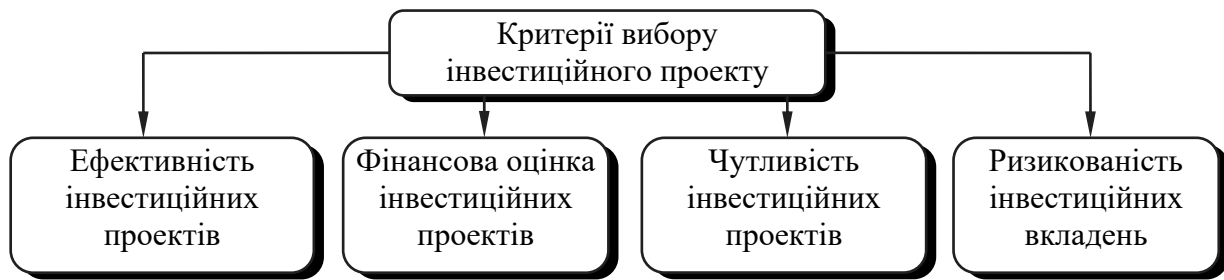 Критерії вибору
інвестиційного проекту
Ефективність
інвестиційних
проектів
Фінансова оцінка
інвестиційних
проектів
Чутливість
інвестиційних
проектів
Ризикованість
інвестиційних
вкладень